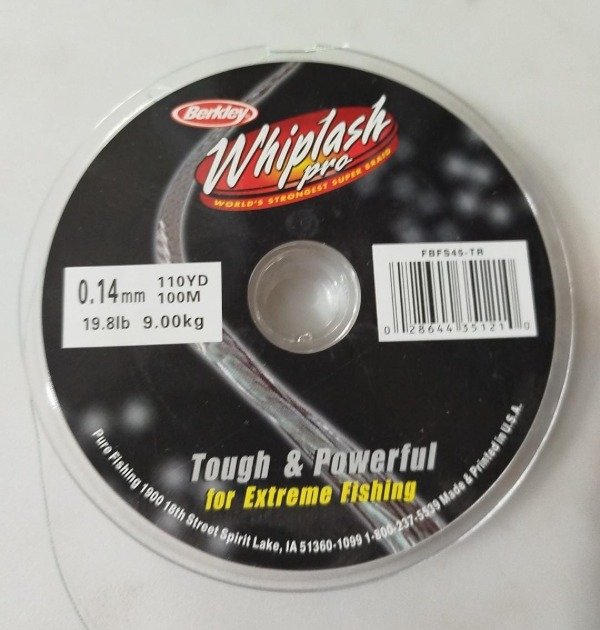 Berkley
Whiplash
pro
WORLD'S STRONGEST SUPER BRAID
0.14mm 110YD 100M
19.8lb 9.00kg
FBFS45-TR
0 28644 35121 0
Tough & Powerful
for Extreme Fishing
Pure Fishing 1900 18th Street Spirit Lake, IA 51360-1099 1-800-237-5539 Made & Printed in U.S.A.